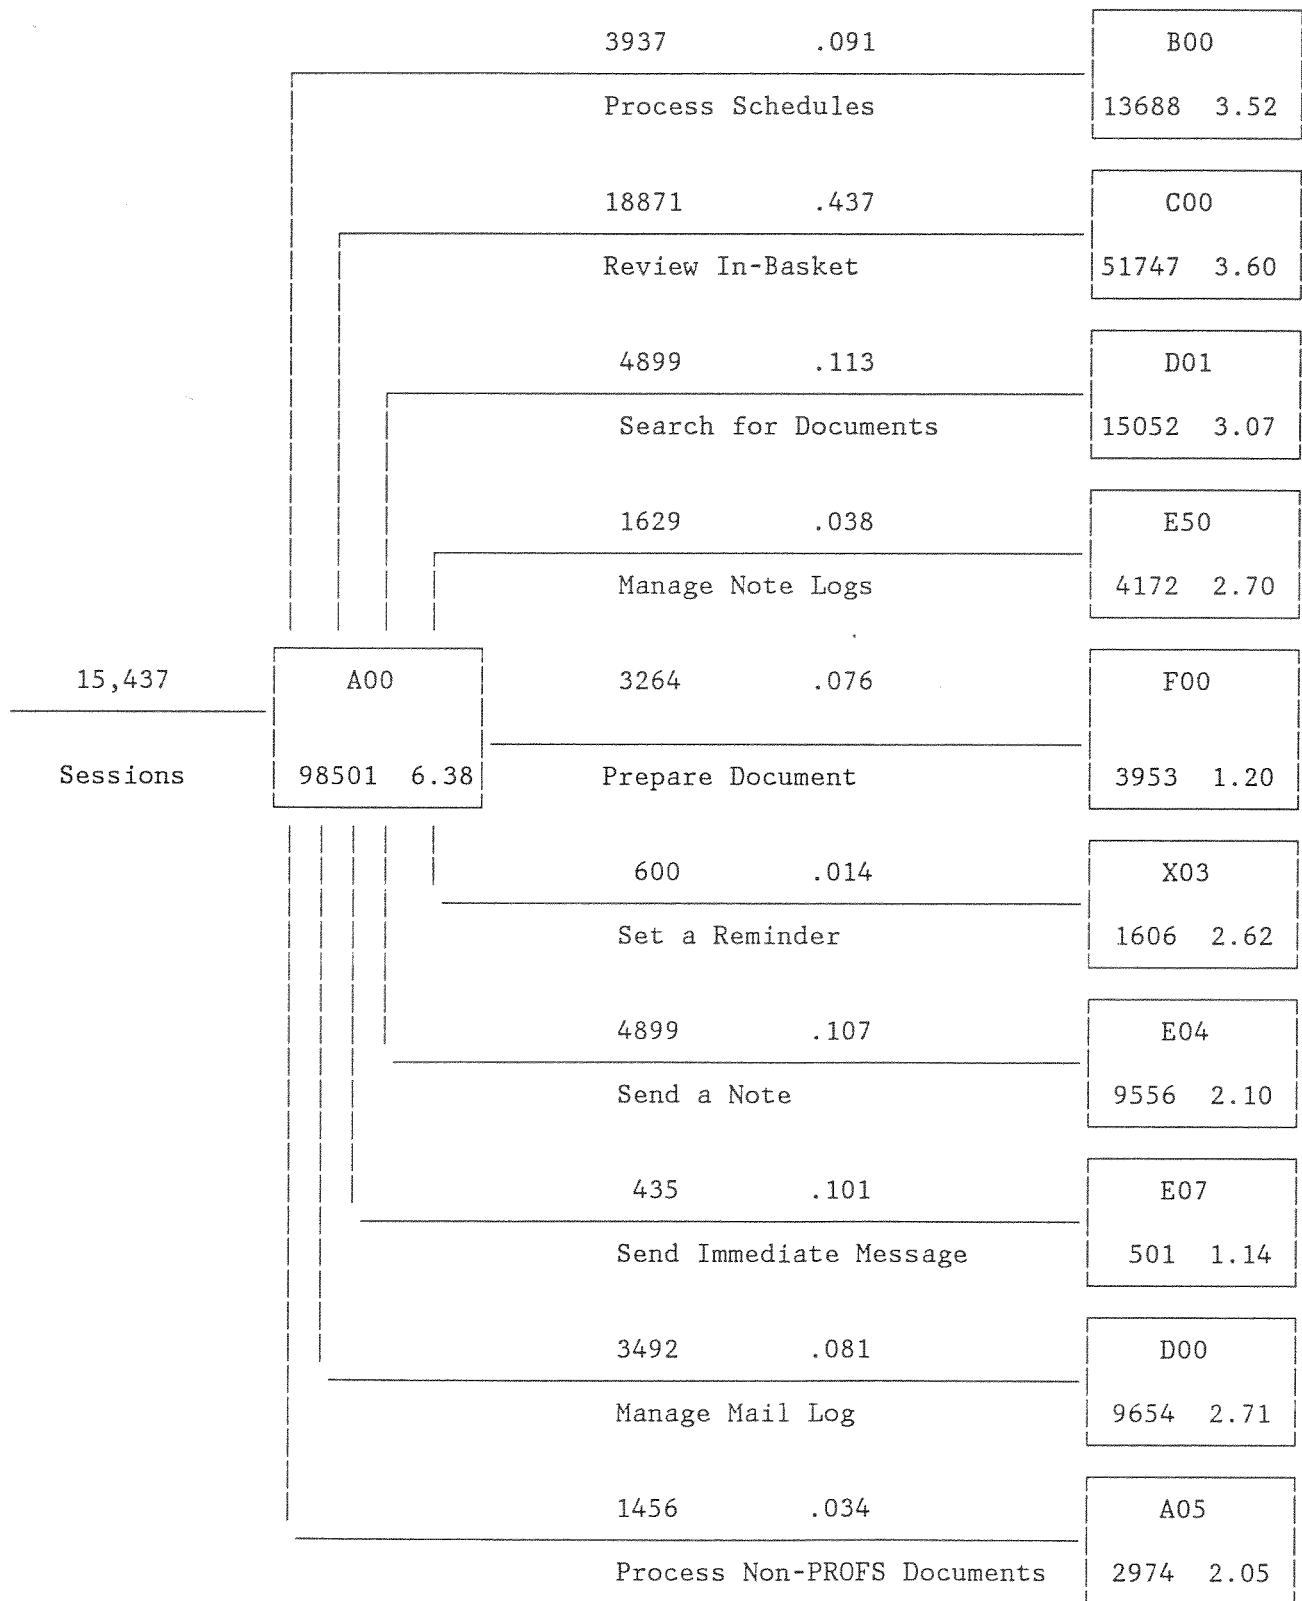 3937 .091 B00
Process Schedules 13688 3.52
18871 .437 C00
Review In-Basket 51747 3.60
4899 .113 D01
Search for Documents 15052 3.07
1629 .038 E50
Manage Note Logs 4172 2.70
15,437 A00 3264 .076 F00
Sessions 98501 6.38 Prepare Document 3953 1.20
600 .014 X03
Set a Reminder 1606 2.62
4899 .107 E04
Send a Note 9556 2.10
435 .101 E07
Send Immediate Message 501 1.14
3492 .081 D00
Manage Mail Log 9654 2.71
1456 .034 A05
Process Non-PROFS Documents 2974 2.05